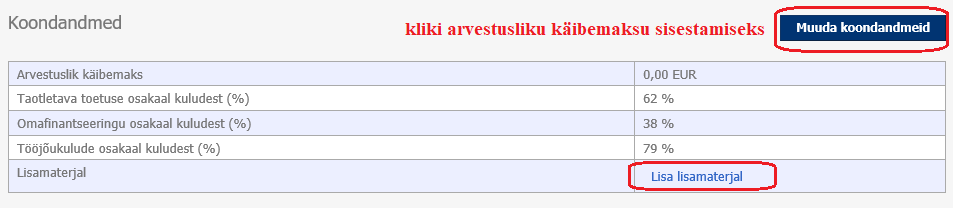 Koondandmed
kliki arvestusliku käibemaksu sisestamiseks
Muuda koondandmeid
Arvestuslik käibemaks 0,00 EUR
Taotletava toetuse osakaal kuludest (%) 62 %
Omafinantseeringu osakaal kuludest (%) 38 %
Tööjõukulude osakaal kuludest (%) 79 %
Lisamaterjal Lisa lisamaterjal